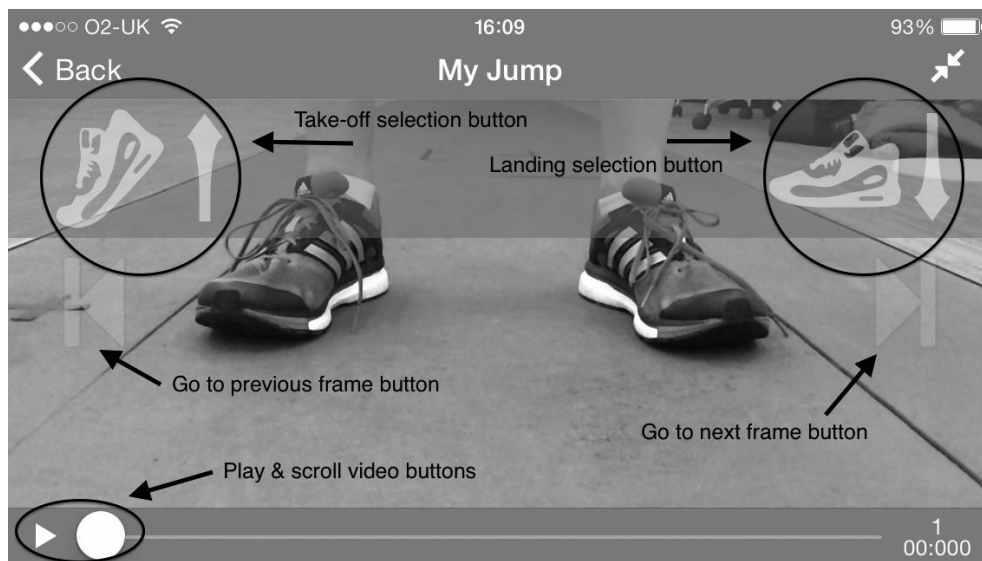 O2-UK 16:09 93%
Back My Jump
Take-off selection button
Landing selection button
Go to previous frame button
Go to next frame button
Play & scroll video buttons
1
00:000